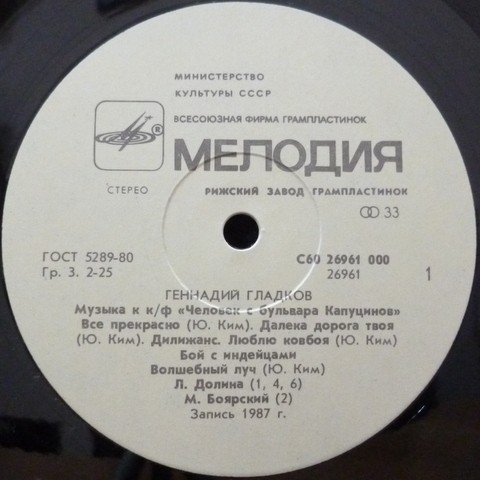 МИНИСТЕРСТВО
КУЛЬТУРЫ СССР
ВСЕСОЮЗНАЯ ФИРМА ГРАМПЛАСТИНОК
® МЕЛОДИЯ
СТЕРЕО РИЖСКИЙ ЗАВОД ГРАМПЛАСТИНОК
33
ГОСТ 5289-80 С60 26961 000
Гр. 3. 2-25 26961 1
ГЕННАДИЙ ГЛАДКОВ
Музыка к к/ф «Человек с бульвара Капуцинов»
Все прекрасно (Ю. Ким). Далека дорога твоя
(Ю. Ким). Дилижанс. Люблю ковбоя (Ю. Ким)
Бой с индейцами
Волшебный луч (Ю. Ким)
Л. Долина (1, 4, 6)
М. Боярский (2)
Запись 1987 г.